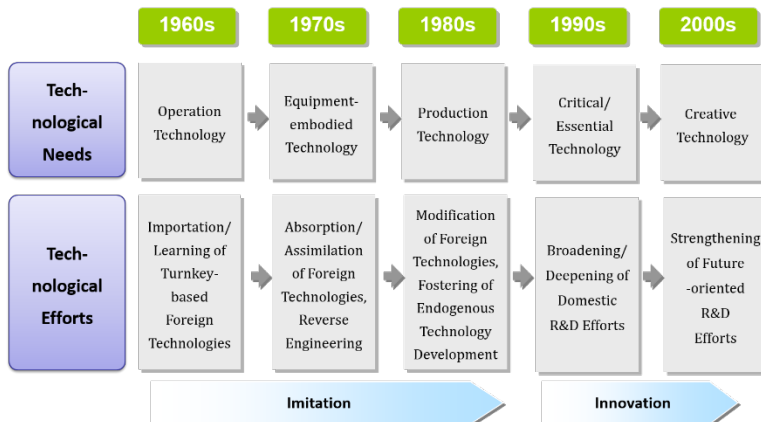 1960s
1970s
1980s
1990s
2000s
Tech-
nological
Needs
Operation
Technology
Equipment-
embodied
Technology
Production
Technology
Critical/
Essential
Technology
Creative
Technology
Tech-
nological
Efforts
Importation/
Learning of
Turnkey-
based
Foreign
Technologies
Absorption/
Assimilation
of Foreign
Technologies,
Reverse
Engineering
Modification
of Foreign
Technologies,
Fostering of
Endogenous
Technology
Development
Broadening/
Deepening of
Domestic
R&D Efforts
Strengthening
of Future
-oriented
R&D
Efforts
Imitation
Innovation